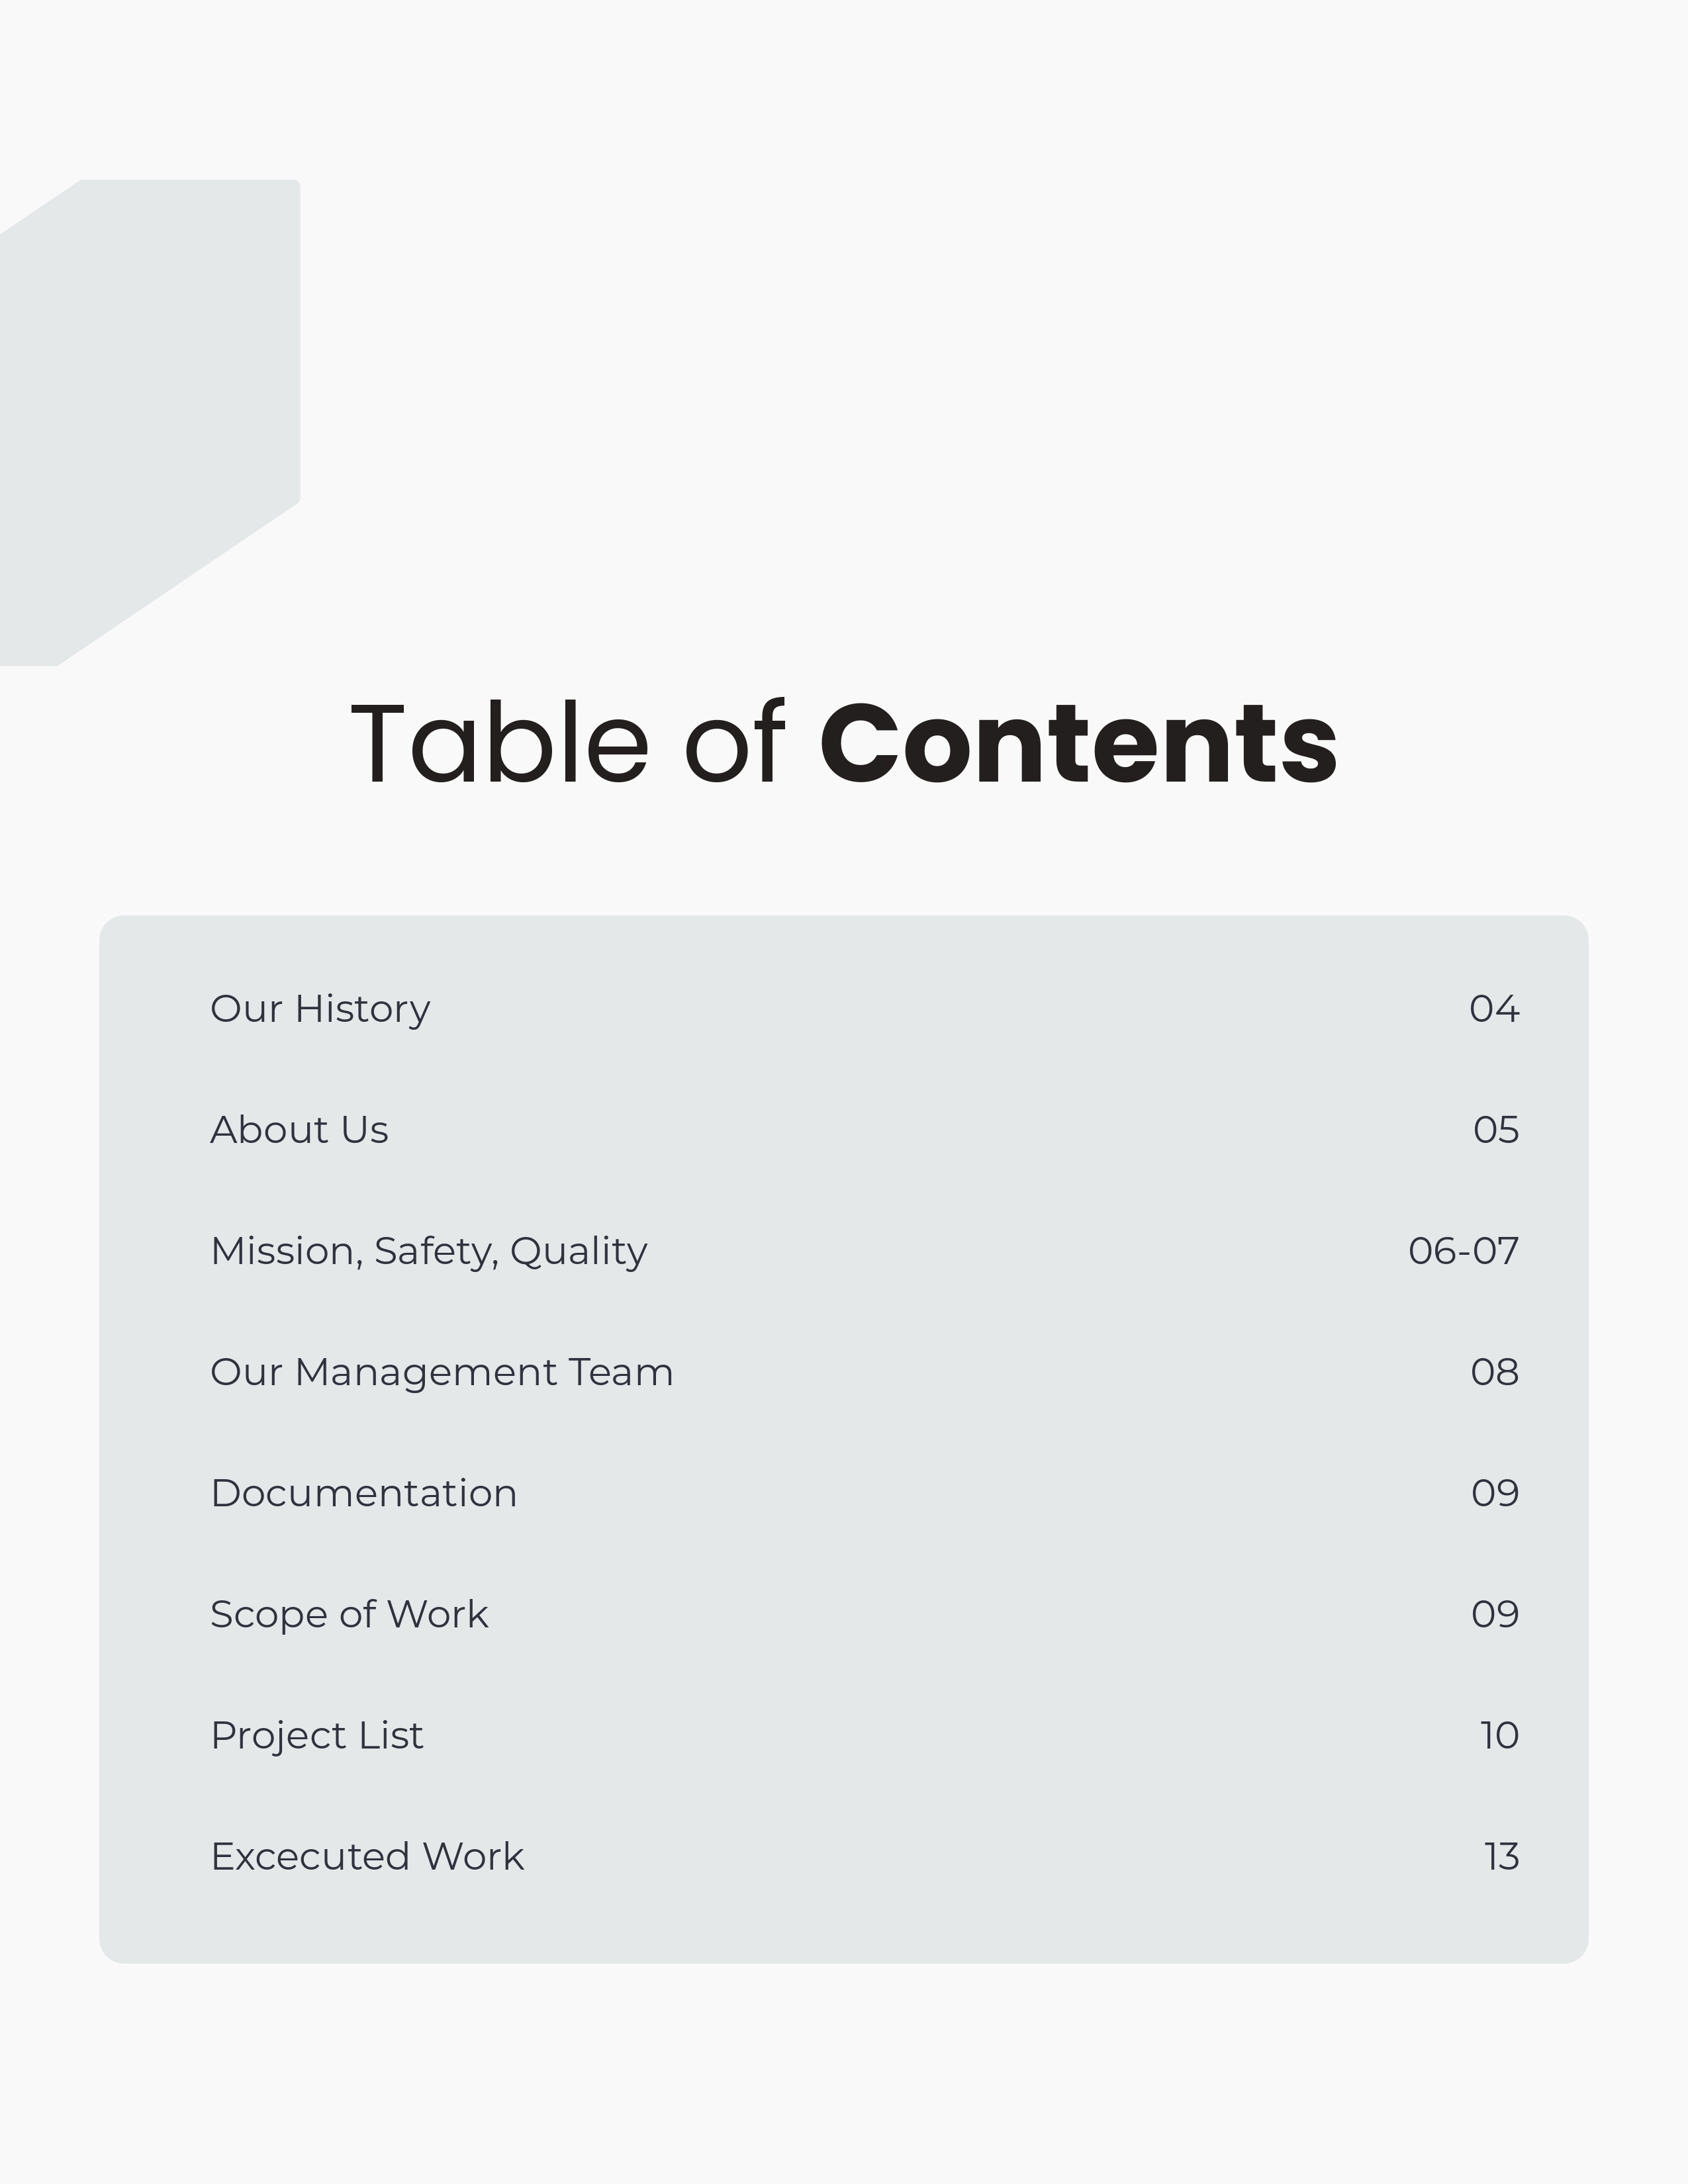 Table of Contents
Our History 04
About Us 05
Mission, Safety, Quality 06-07
Our Management Team 08
Documentation 09
Scope of Work 09
Project List 10
Excecuted Work 13